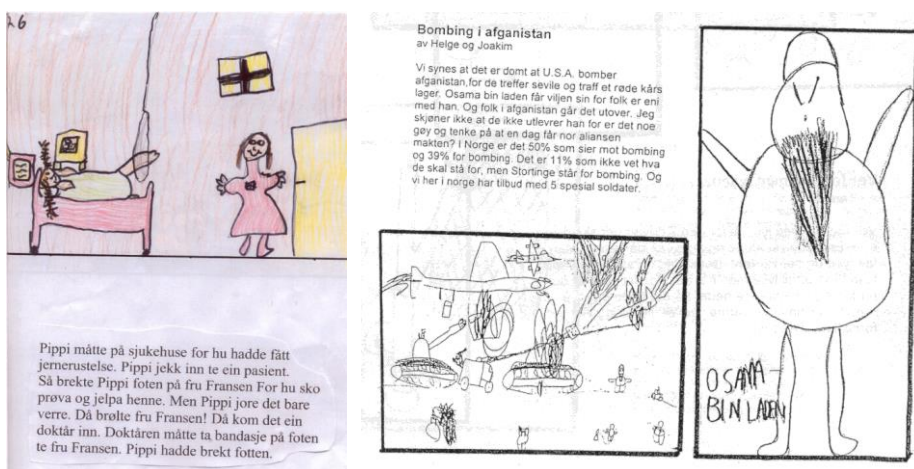 26
Pippi måtte på sjukehuse for hu hadde fått
jernerustelse. Pippi jekk inn te ein pasient.
Så brekte Pippi foten på fru Fransen For hu sko
prøva og jelpa henne. Men Pippi jore det bare
verre. Då brølte fru Fransen! Då kom det ein
doktår inn. Doktåren måtte ta bandasje på foten
te fru Fransen. Pippi hadde brekt fotten.
Bombing i afganistan
av Helge og Joakim
Vi synes at det er domt at U.S.A. bomber
afganistan,for de treffer sevile og traff et røde kårs
lager. Osama bin laden får viljen sin for folk er eni
med han. Og folk i afganistan går det utover. Jeg
skjøner ikke at de ikke utlevrer han for er det noe
gøy og tenke på at en dag får nor aliansen
makten? I Norge er det 50% som sier mot bombing
og 39% for bombing. Det er 11% som ikke vet hva
de skal stå for, men Stortinge står for bombing. Og
vi her i norge har tilbud med 5 spesial soldater.
OSAMA
BIN LADEN